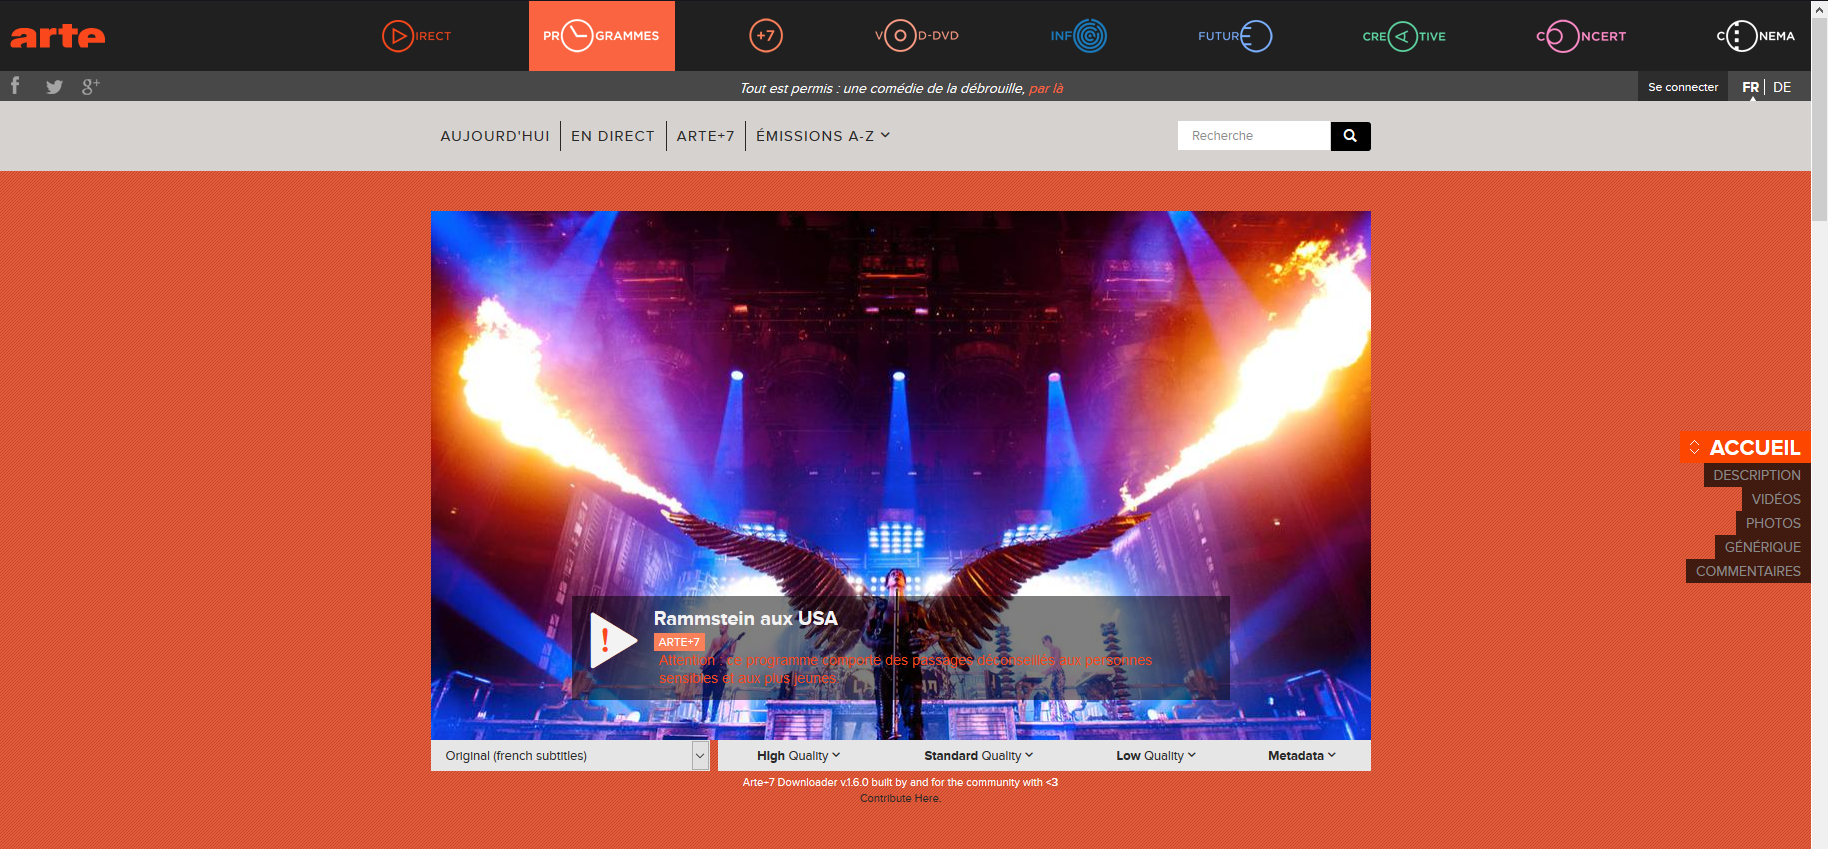 arte
DIRECT
PROGRAMMES
+7
VOD-DVD
INFO
FUTURE
CREATIVE
CONCERT
CINEMA
f
g+
Tout est permis : une comédie de la débrouille, par là
Se connecter
FR | DE
AUJOURD'HUI
EN DIRECT
ARTE+7
ÉMISSIONS A-Z
Recherche
ACCUEIL
DESCRIPTION
VIDÉOS
PHOTOS
GÉNÉRIQUE
COMMENTAIRES
!
Rammstein aux USA
ARTE+7
Attention : ce programme comporte des passages déconseillés aux personnes
sensibles et aux plus jeunes
Original (french subtitles)
High Quality
Standard Quality
Low Quality
Metadata
Arte+7 Downloader v.1.6.0 built by and for the community with <3
Contribute Here.